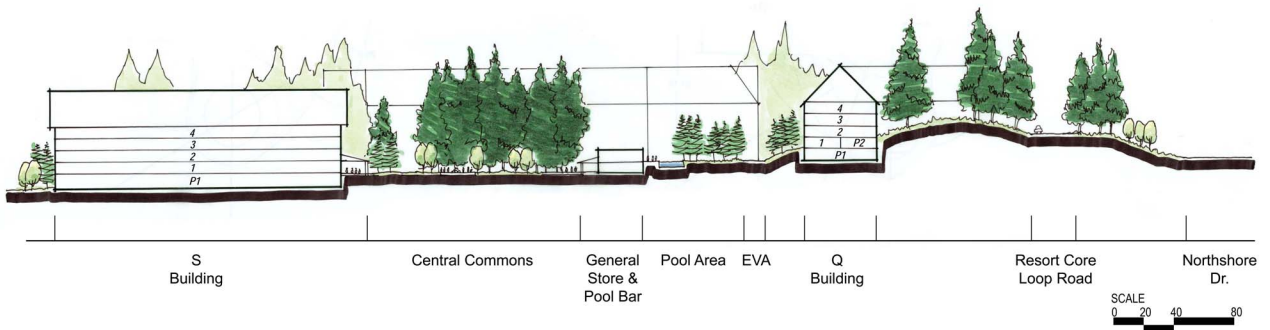 4
3
2
1
P1
4
3
2
1 P2
P1
S
Building
Central Commons
General
Store &
Pool Bar
Pool Area
EVA
Q
Building
Resort Core
Loop Road
Northshore
Dr.
SCALE
0 20 40 80